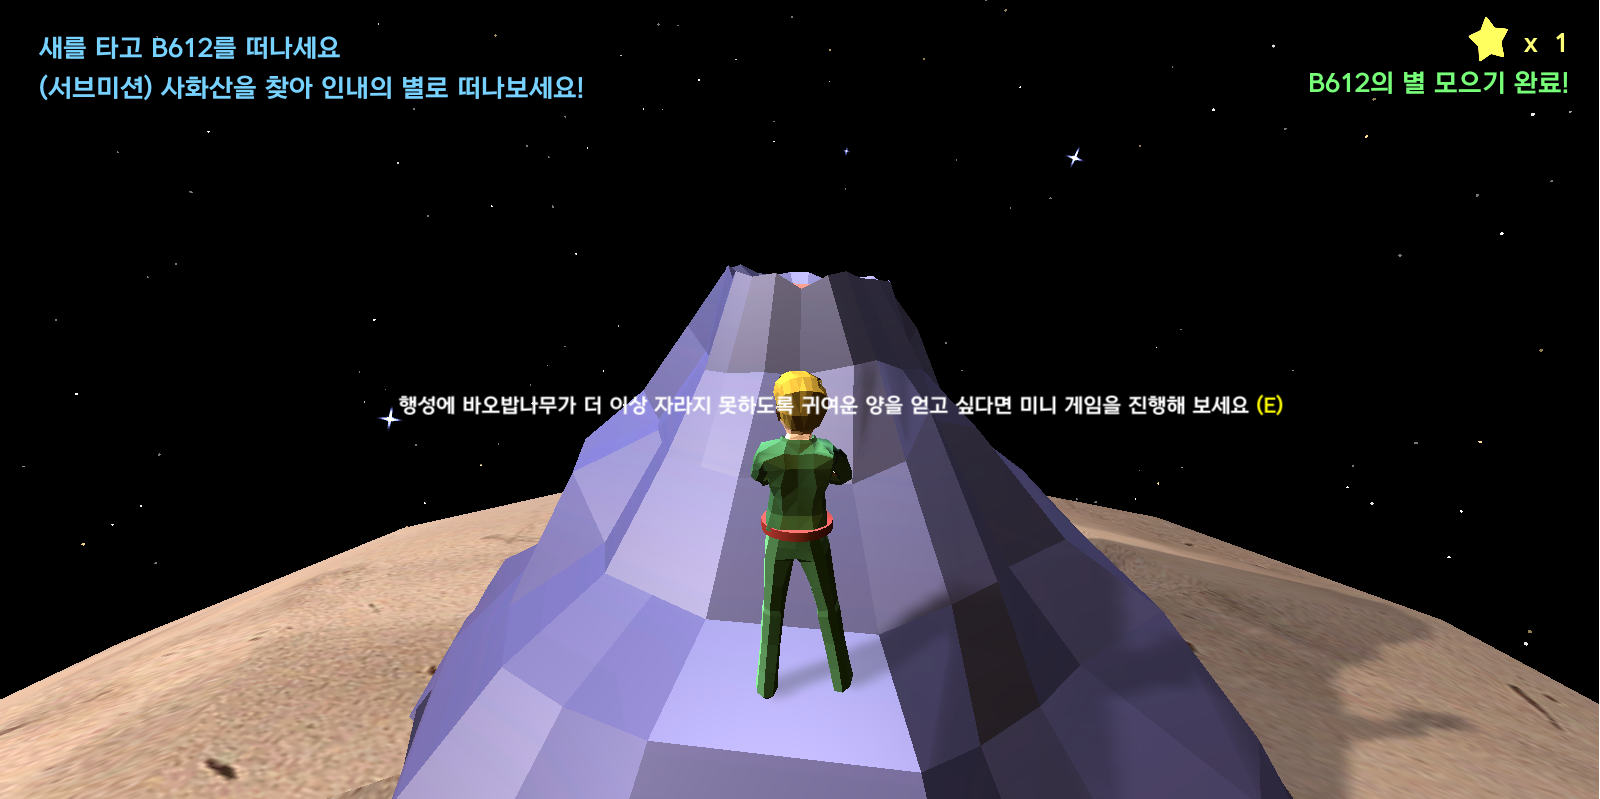 새를 타고 B612를 떠나세요
(서브미션) 사화산을 찾아 인내의 별로 떠나보세요!
x 1
B612의 별 모으기 완료!
행성에 바오밥나무가 더 이상 자라지 못하도록 귀여운 양을 얻고 싶다면 미니 게임을 진행해 보세요 (E)